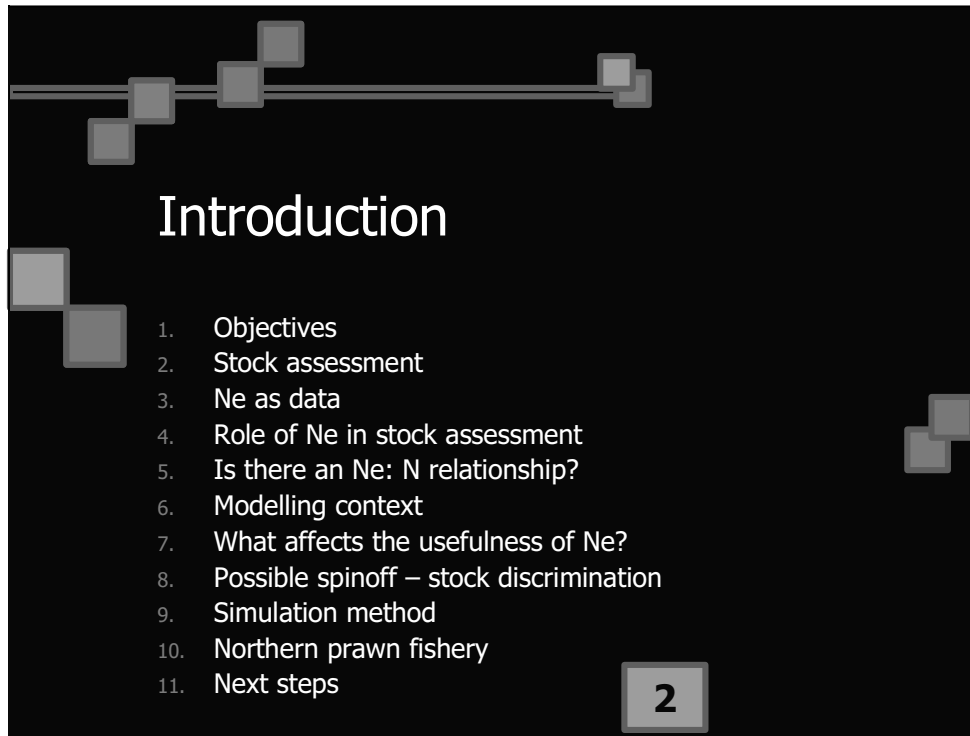 Introduction
1. Objectives
2. Stock assessment
3. Ne as data
4. Role of Ne in stock assessment
5. Is there an Ne: N relationship?
6. Modelling context
7. What affects the usefulness of Ne?
8. Possible spinoff – stock discrimination
9. Simulation method
10. Northern prawn fishery
11. Next steps
2